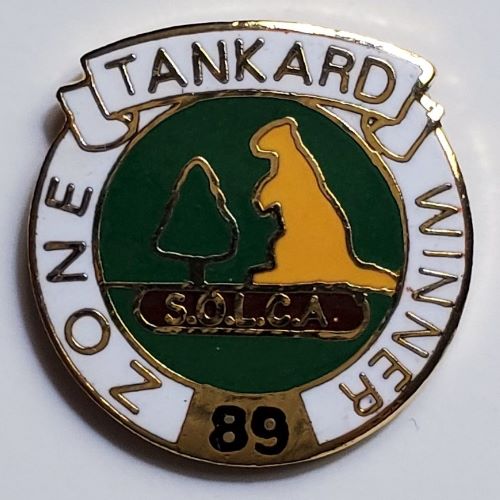 TANKARD
ZONE WINNER
S.O.L.C.A.
89